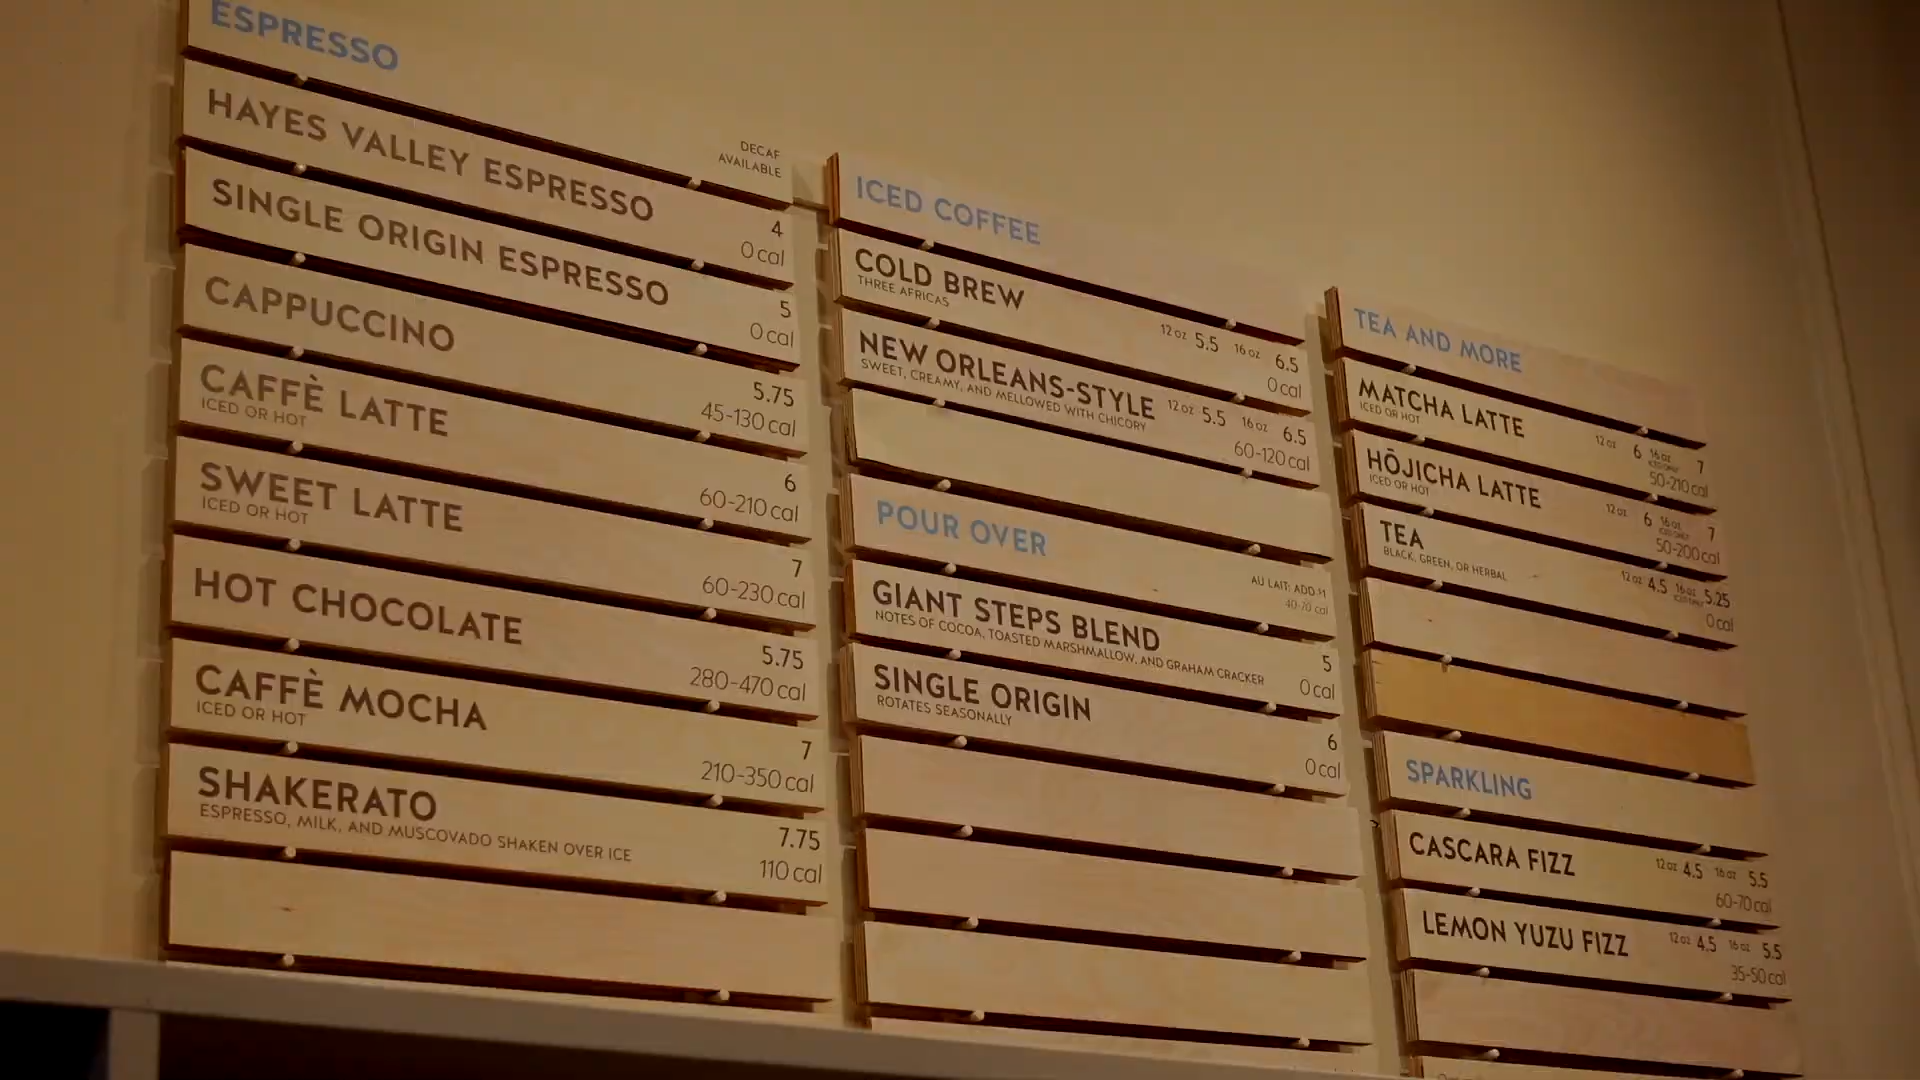 ESPRESSO
DECAF
AVAILABLE
HAYES VALLEY ESPRESSO
4
0 cal
SINGLE ORIGIN ESPRESSO
5
0 cal
CAPPUCCINO
5.75
45-130 cal
CAFFÈ LATTE
ICED OR HOT
6
60-210 cal
SWEET LATTE
ICED OR HOT
7
60-230 cal
HOT CHOCOLATE
5.75
280-470 cal
CAFFÈ MOCHA
ICED OR HOT
7
210-350 cal
SHAKERATO
ESPRESSO, MILK, AND MUSCOVADO SHAKEN OVER ICE
7.75
110 cal
ICED COFFEE
COLD BREW
THREE AFRICAS
12 oz 5.5 16 oz 6.5
0 cal
NEW ORLEANS-STYLE
SWEET, CREAMY, AND MELLOWED WITH CHICORY
12 oz 5.5 16 oz 6.5
60-120 cal
POUR OVER
AU LAIT: ADD $1
40-70 cal
GIANT STEPS BLEND
NOTES OF COCOA, TOASTED MARSHMALLOW, AND GRAHAM CRACKER
5
0 cal
SINGLE ORIGIN
ROTATES SEASONALLY
6
0 cal
TEA AND MORE
MATCHA LATTE
ICED OR HOT
12 oz 6 16 oz 7
ICED ONLY
50-210 cal
HŌJICHA LATTE
ICED OR HOT
12 oz 6 16 oz 7
ICED ONLY
50-200 cal
TEA
BLACK, GREEN, OR HERBAL
12 oz 4.5 16 oz 5.25
ICED ONLY
0 cal
SPARKLING
CASCARA FIZZ
12 oz 4.5 16 oz 5.5
60-70 cal
LEMON YUZU FIZZ
12 oz 4.5 16 oz 5.5
35-50 cal